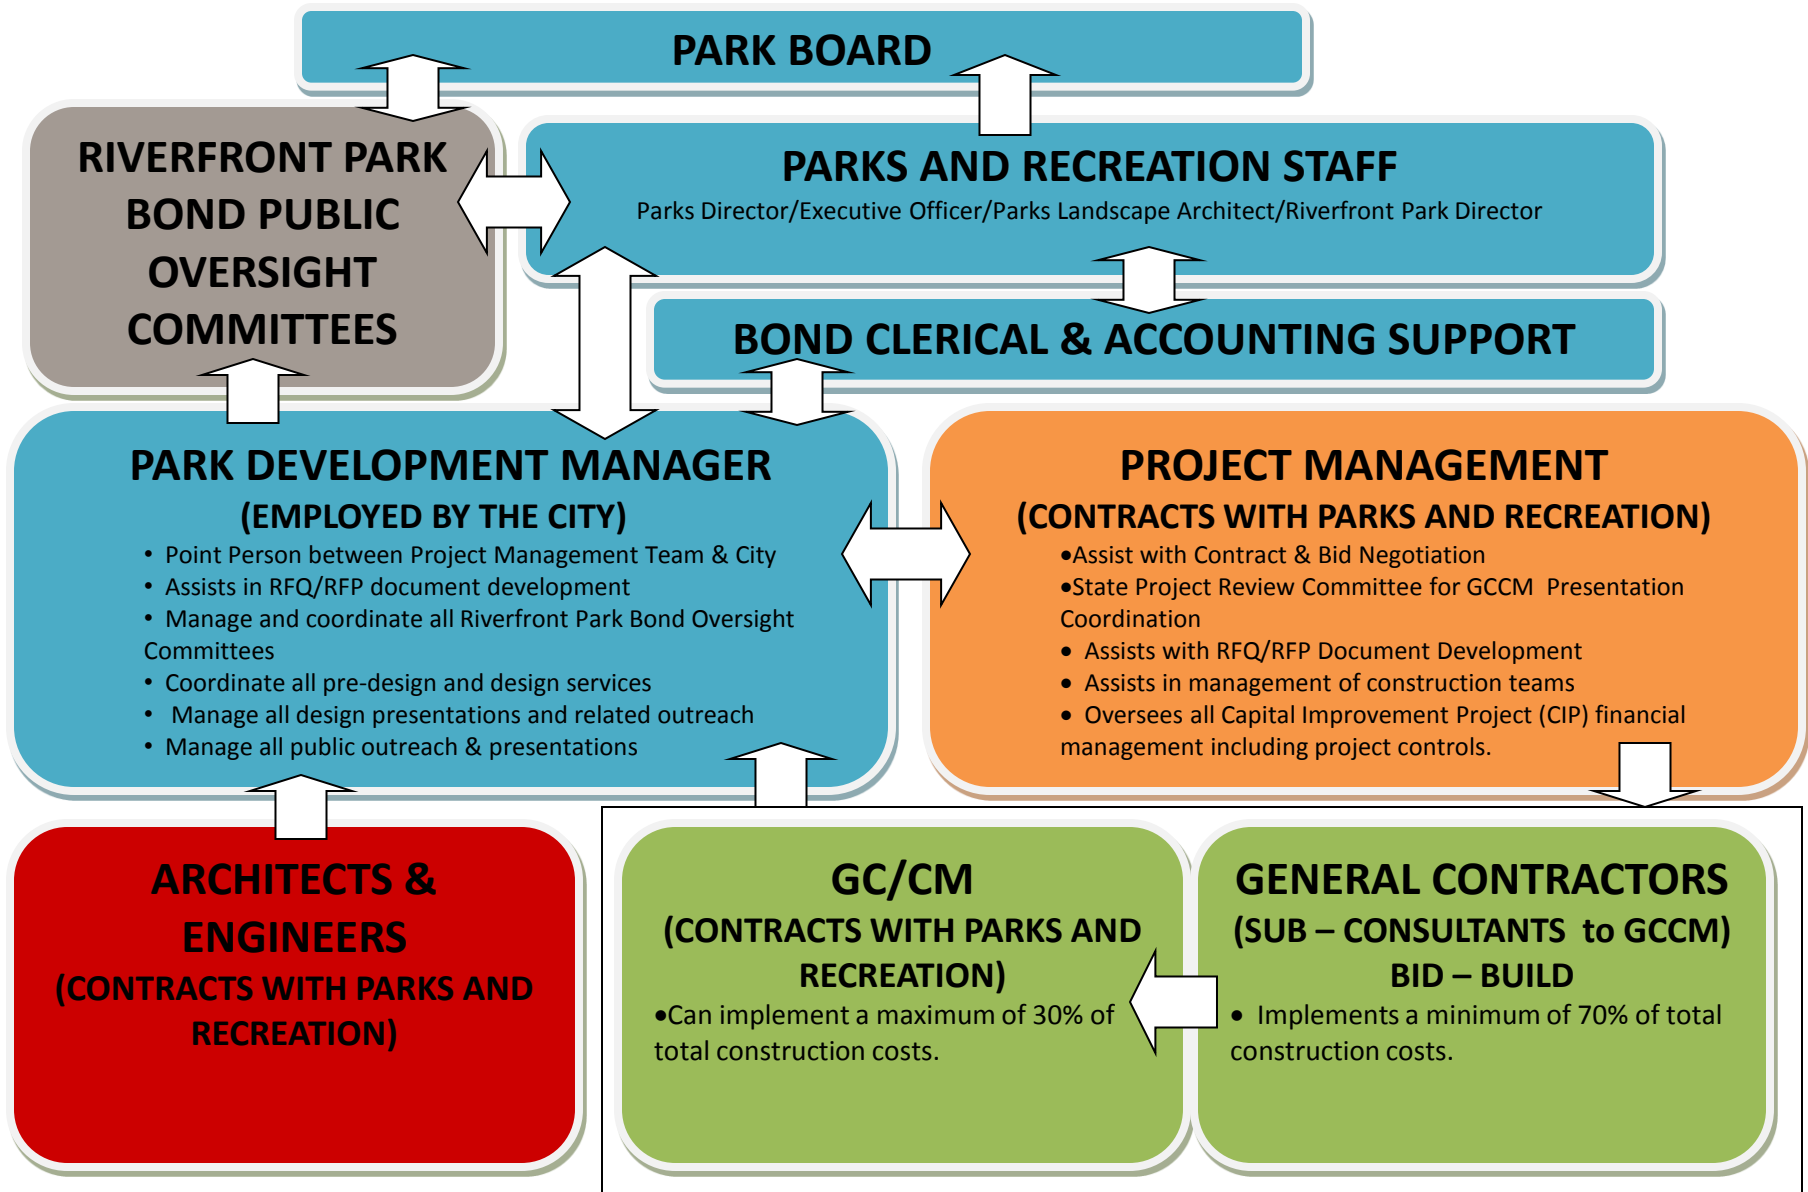 PARK BOARD
RIVERFRONT PARK
BOND PUBLIC
OVERSIGHT
COMMITTEES
PARKS AND RECREATION STAFF
Parks Director/Executive Officer/Parks Landscape Architect/Riverfront Park Director
BOND CLERICAL & ACCOUNTING SUPPORT
PARK DEVELOPMENT MANAGER
(EMPLOYED BY THE CITY)
• Point Person between Project Management Team & City
• Assists in RFQ/RFP document development
• Manage and coordinate all Riverfront Park Bond Oversight
Committees
• Coordinate all pre-design and design services
• Manage all design presentations and related outreach
• Manage all public outreach & presentations
PROJECT MANAGEMENT
(CONTRACTS WITH PARKS AND RECREATION)
•Assist with Contract & Bid Negotiation
•State Project Review Committee for GCCM Presentation
Coordination
• Assists with RFQ/RFP Document Development
• Assists in management of construction teams
• Oversees all Capital Improvement Project (CIP) financial
management including project controls.
ARCHITECTS &
ENGINEERS
(CONTRACTS WITH PARKS AND
RECREATION)
GC/CM
(CONTRACTS WITH PARKS AND
RECREATION)
•Can implement a maximum of 30% of
total construction costs.
GENERAL CONTRACTORS
(SUB – CONSULTANTS to GCCM)
BID – BUILD
• Implements a minimum of 70% of total
construction costs.